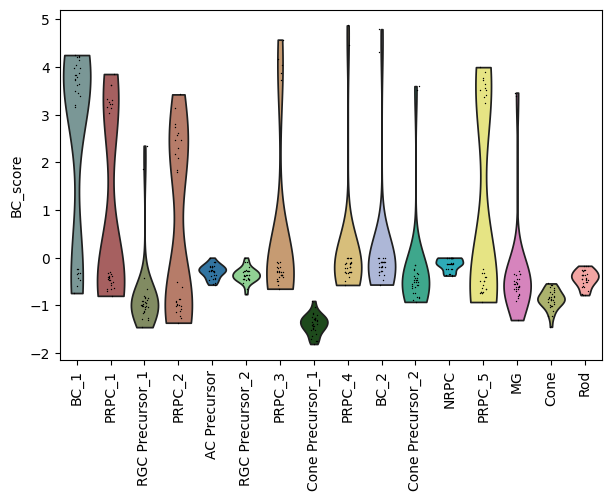 5
4
3
2
1
0
−1
−2
BC_score
BC_1
PRPC_1
RGC Precursor_1
PRPC_2
AC Precursor
RGC Precursor_2
PRPC_3
Cone Precursor_1
PRPC_4
BC_2
Cone Precursor_2
NRPC
PRPC_5
MG
Cone
Rod